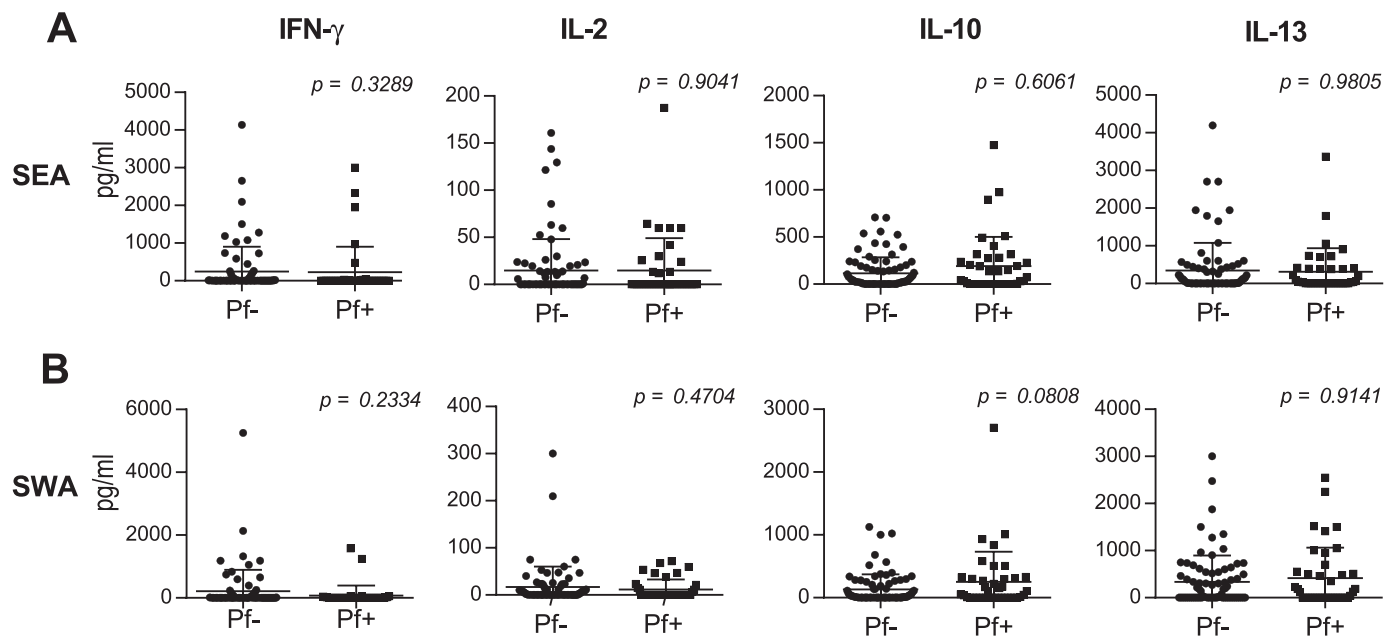 A
IFN-γ
IL-2
IL-10
IL-13
SEA
pg/ml
p = 0.3289
5000
4000
3000
2000
1000
0
Pf-
Pf+
p = 0.9041
200
150
100
50
0
Pf-
Pf+
p = 0.6061
2000
1500
1000
500
0
Pf-
Pf+
p = 0.9805
5000
4000
3000
2000
1000
0
Pf-
Pf+
B
SWA
pg/ml
p = 0.2334
6000
4000
2000
0
Pf-
Pf+
p = 0.4704
400
300
200
100
0
Pf-
Pf+
p = 0.0808
3000
2000
1000
0
Pf-
Pf+
p = 0.9141
4000
3000
2000
1000
0
Pf-
Pf+